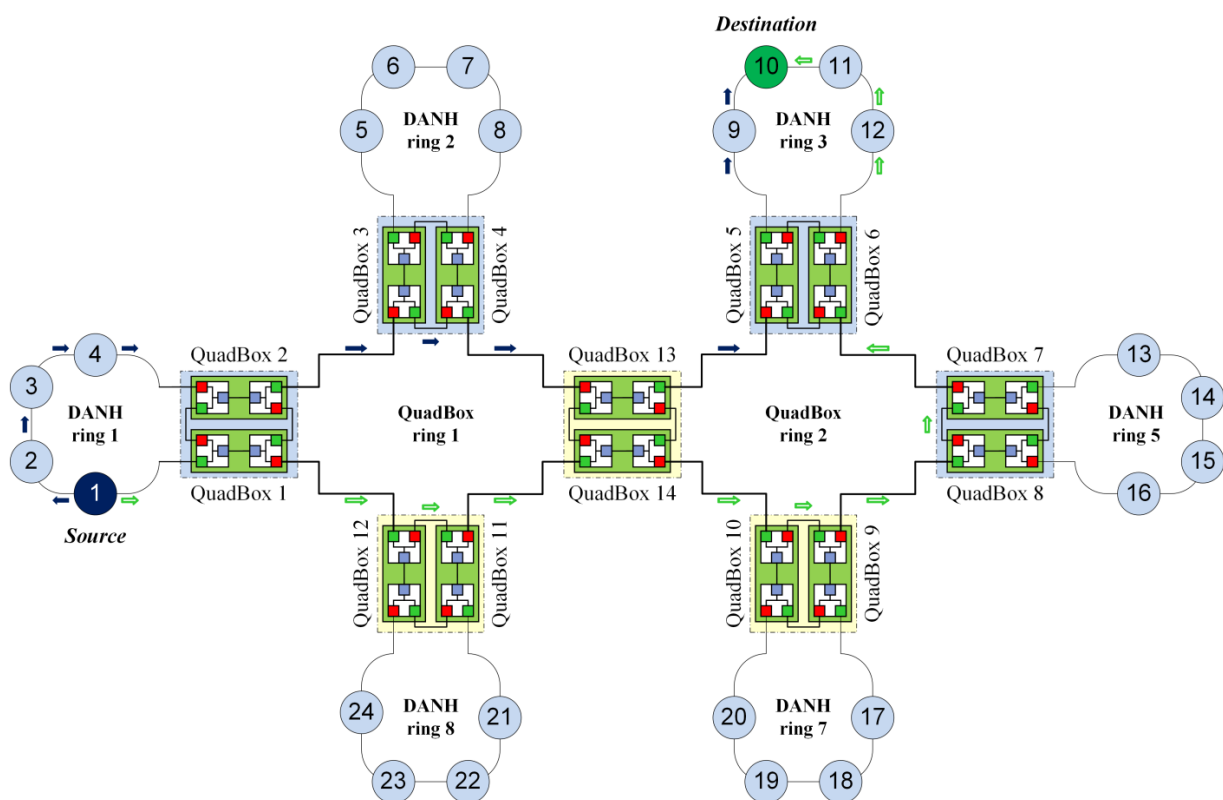 Destination
6
7
10
11
5
DANH
ring 2
8
9
DANH
ring 3
12
QuadBox 3
QuadBox 4
QuadBox 5
QuadBox 6
4
QuadBox 2
QuadBox 13
QuadBox 7
13
3
DANH
ring 1
QuadBox
ring 1
QuadBox
ring 2
DANH
ring 5
14
2
15
1
QuadBox 1
QuadBox 14
QuadBox 8
16
Source
QuadBox 12
QuadBox 11
QuadBox 10
QuadBox 9
24
DANH
ring 8
21
20
DANH
ring 7
17
23
22
19
18